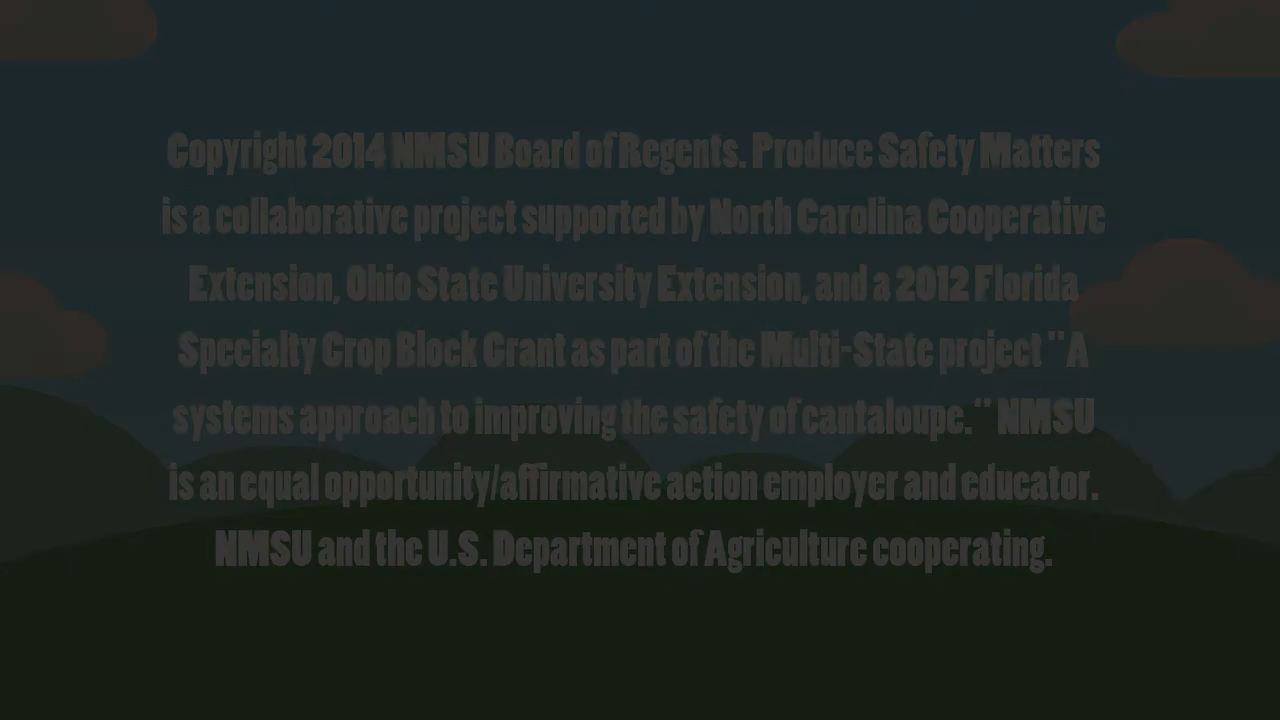 Copyright 2014 NMSU Board of Regents. Produce Safety Matters
is a collaborative project supported by North Carolina Cooperative
Extension, Ohio State University Extension, and a 2012 Florida
Specialty Crop Block Grant as part of the Multi-State project "A
systems approach to improving the safety of cantaloupe." NMSU
is an equal opportunity/affirmative action employer and educator.
NMSU and the U.S. Department of Agriculture cooperating.